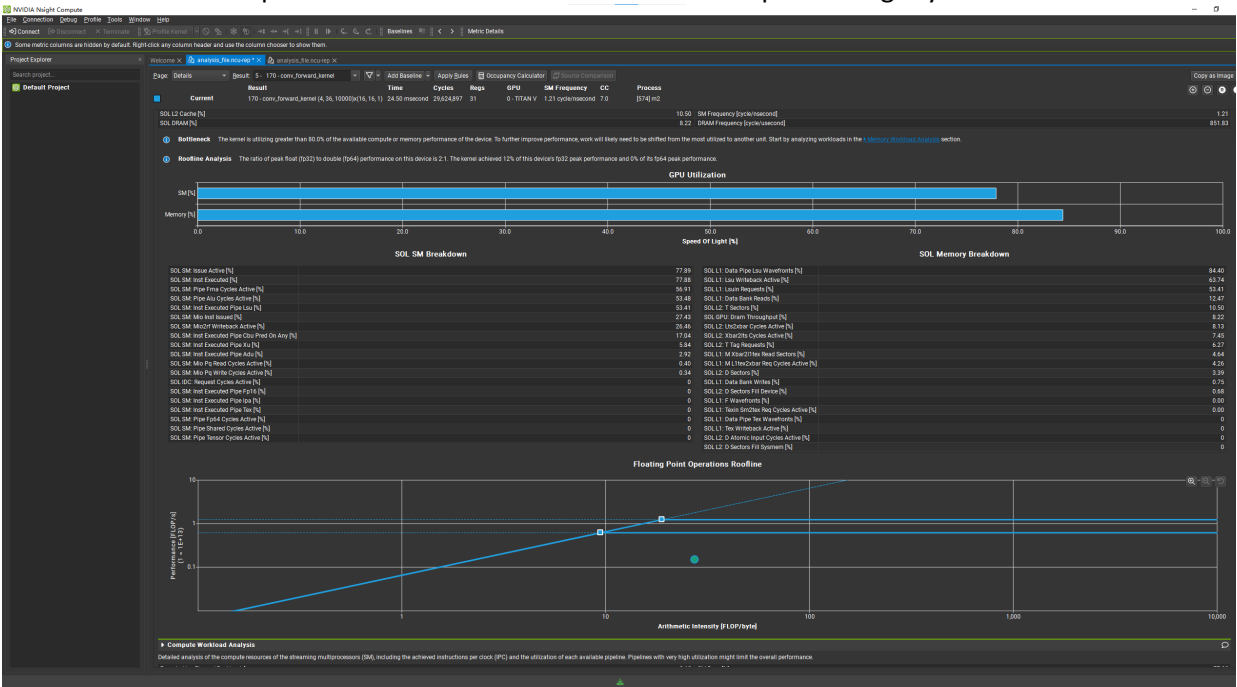 NVIDIA Nsight Compute
File Connection Debug Profile Tools Window Help
Connect Disconnect Terminate Profile Kernel Baselines Metric Details
Some metric columns are hidden by default. Right-click any column header and use the column chooser to show them.
Project Explorer Welcome analysis_file.ncu-rep * analysis_file.ncu-rep
Search project...
Default Project
Page: Details Result: 5 - 170 - conv_forward_kernel Add Baseline Apply Rules Occupancy Calculator Source Comparison Copy as Image
Result Time Cycles Regs GPU SM Frequency CC Process
Current 170 - conv_forward_kernel (4, 36, 10000)x(16, 16, 1) 24.50 msecond 29,624,897 31 0 - TITAN V 1.21 cycle/nsecond 7.0 [574] m2
SOL L2 Cache [%] 10.50 SM Frequency [cycle/nsecond] 1.21
SOL DRAM [%] 8.22 DRAM Frequency [cycle/usecond] 851.83
Bottleneck The kernel is utilizing greater than 80.0% of the available compute or memory performance of the device. To further improve performance, work will likely need to be shifted from the most utilized to another unit. Start by analyzing workloads in the Memory Workload Analysis section.
Roofline Analysis The ratio of peak float (fp32) to double (fp64) performance on this device is 2:1. The kernel achieved 12% of this device's fp32 peak performance and 0% of its fp64 peak performance.
GPU Utilization
SM [%]
Memory [%]
0.0 10.0 20.0 30.0 40.0 50.0 60.0 70.0 80.0 90.0 100.0
Speed Of Light [%]
SOL SM Breakdown SOL Memory Breakdown
SOL SM: Issue Active [%] 77.89 SOL L1: Data Pipe Lsu Wavefronts [%] 84.40
SOL SM: Inst Executed [%] 77.88 SOL L1: Lsu Writeback Active [%] 63.74
SOL SM: Pipe Fma Cycles Active [%] 56.91 SOL L1: Lsuin Requests [%] 53.41
SOL SM: Pipe Alu Cycles Active [%] 53.48 SOL L1: Data Bank Reads [%] 12.47
SOL SM: Inst Executed Pipe Lsu [%] 53.41 SOL L2: T Sectors [%] 10.50
SOL SM: Mio Inst Issued [%] 27.43 SOL GPU: Dram Throughput [%] 8.22
SOL SM: Mio2rf Writeback Active [%] 26.46 SOL L2: Lts2xbar Cycles Active [%] 8.13
SOL SM: Inst Executed Pipe Cbu Pred On Any [%] 17.04 SOL L2: Xbar2lts Cycles Active [%] 7.45
SOL SM: Inst Executed Pipe Xu [%] 5.84 SOL L2: T Tag Requests [%] 6.27
SOL SM: Inst Executed Pipe Adu [%] 2.92 SOL L1: M Xbar2l1tex Read Sectors [%] 4.64
SOL SM: Mio Pq Read Cycles Active [%] 0.40 SOL L1: M L1tex2xbar Req Cycles Active [%] 4.26
SOL SM: Mio Pq Write Cycles Active [%] 0.34 SOL L2: D Sectors [%] 3.39
SOL IDC: Request Cycles Active [%] 0 SOL L1: Data Bank Writes [%] 0.75
SOL SM: Inst Executed Pipe Fp16 [%] 0 SOL L2: D Sectors Fill Device [%] 0.68
SOL SM: Inst Executed Pipe Ipa [%] 0 SOL L1: F Wavefronts [%] 0.00
SOL SM: Inst Executed Pipe Tex [%] 0 SOL L1: Texin Sm2tex Req Cycles Active [%] 0.00
SOL SM: Pipe Fp64 Cycles Active [%] 0 SOL L1: Data Pipe Tex Wavefronts [%] 0
SOL SM: Pipe Shared Cycles Active [%] 0 SOL L1: Tex Writeback Active [%] 0
SOL SM: Pipe Tensor Cycles Active [%] 0 SOL L2: D Atomic Input Cycles Active [%] 0
SOL L2: D Sectors Fill Sysmem [%] 0
Floating Point Operations Roofline
10
1
0.1
Performance [FLOP/s]
(1 = 1E+13)
1 10 100 1,000 10,000
Arithmetic Intensity [FLOP/byte]
Compute Workload Analysis
Detailed analysis of the compute resources of the streaming multiprocessors (SM), including the achieved instructions per clock (IPC) and the utilization of each available pipeline. Pipelines with very high utilization might limit the overall performance.